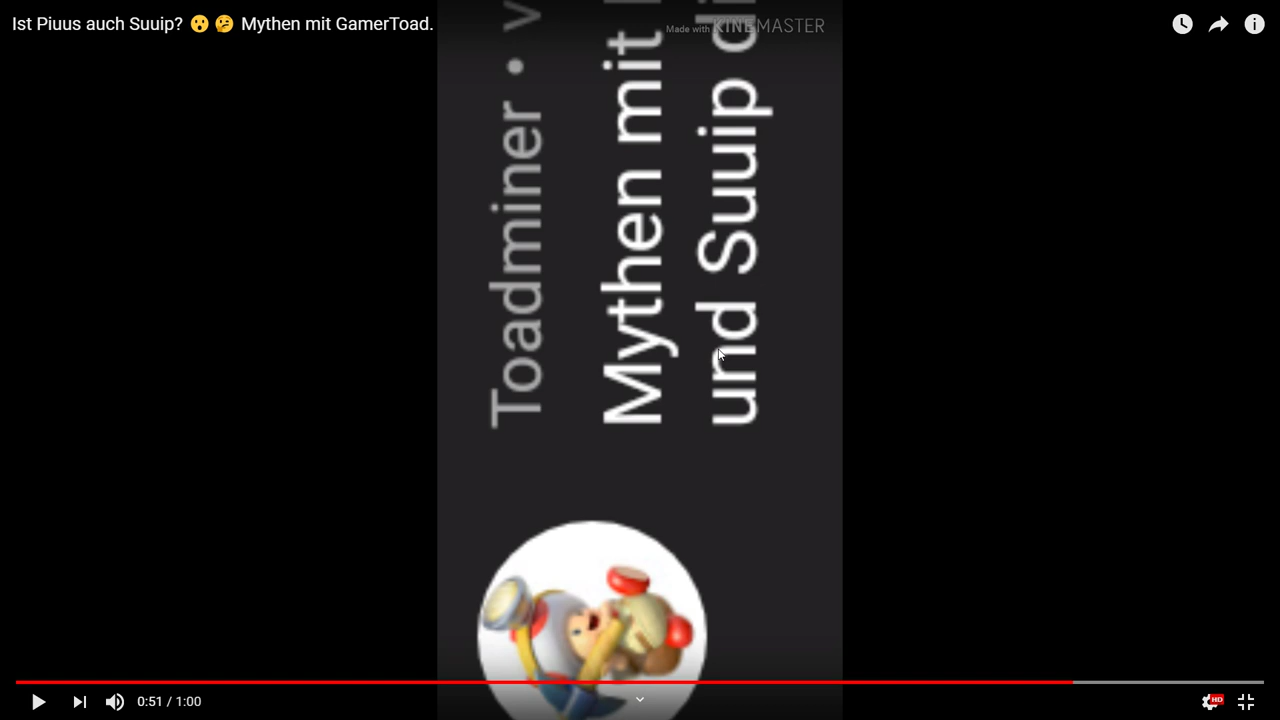 Ist Piuus auch Suuip? 😮 🤔 Mythen mit GamerToad.
Made with KINEMASTER
Toadminer •
Mythen mit
und Suuip
0:51 / 1:00
HD